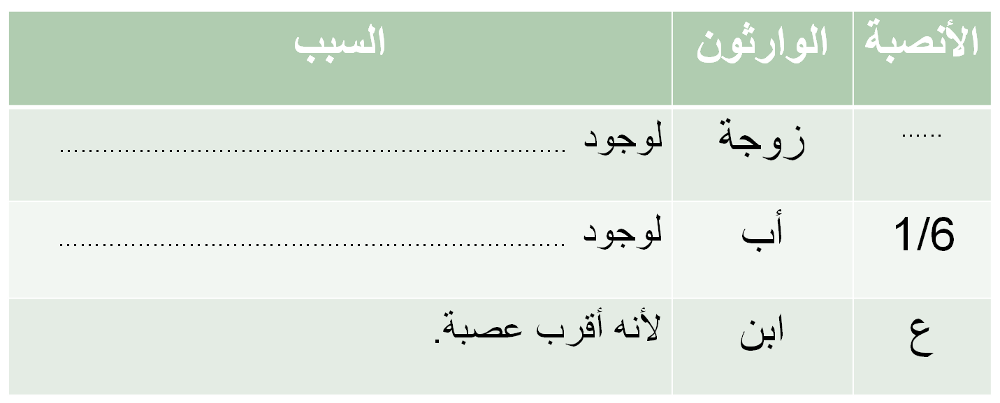 الأنصبة الوارثون السبب
...... زوجة لوجود ................................................................
1/6 أب لوجود ................................................................
ع ابن لأنه أقرب عصبة.